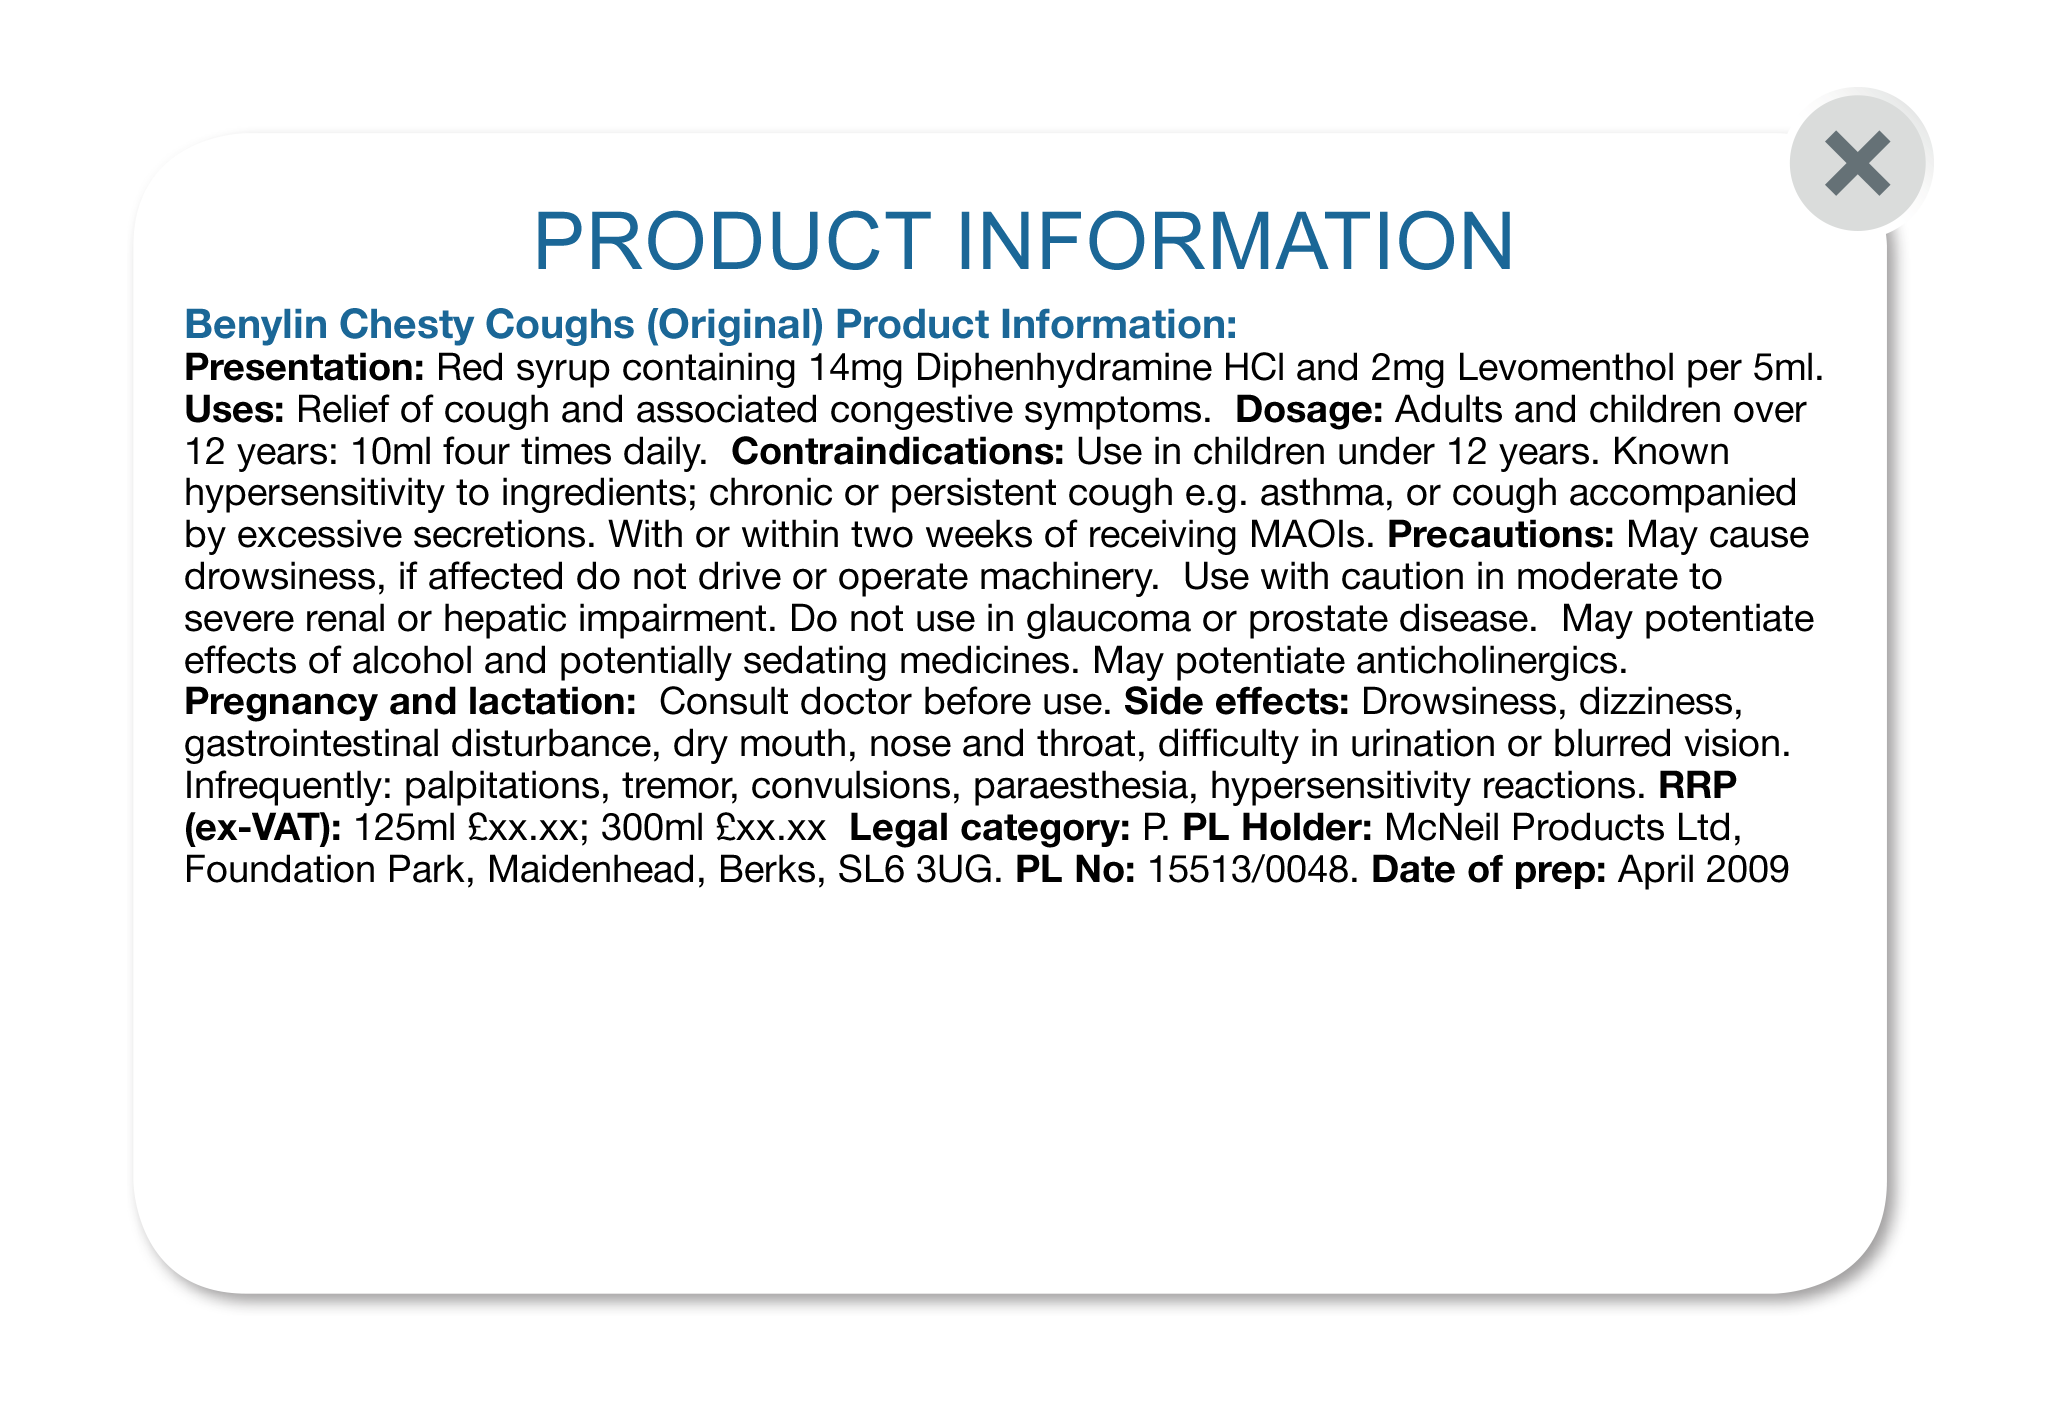 PRODUCT INFORMATION
Benylin Chesty Coughs (Original) Product Information:
Presentation: Red syrup containing 14mg Diphenhydramine HCl and 2mg Levomenthol per 5ml.
Uses: Relief of cough and associated congestive symptoms.  Dosage: Adults and children over
12 years: 10ml four times daily.  Contraindications: Use in children under 12 years. Known
hypersensitivity to ingredients; chronic or persistent cough e.g. asthma, or cough accompanied
by excessive secretions. With or within two weeks of receiving MAOIs. Precautions: May cause
drowsiness, if affected do not drive or operate machinery.  Use with caution in moderate to
severe renal or hepatic impairment. Do not use in glaucoma or prostate disease.  May potentiate
effects of alcohol and potentially sedating medicines. May potentiate anticholinergics.
Pregnancy and lactation:  Consult doctor before use. Side effects: Drowsiness, dizziness,
gastrointestinal disturbance, dry mouth, nose and throat, difficulty in urination or blurred vision.
Infrequently: palpitations, tremor, convulsions, paraesthesia, hypersensitivity reactions. RRP
(ex-VAT): 125ml £xx.xx; 300ml £xx.xx  Legal category: P. PL Holder: McNeil Products Ltd,
Foundation Park, Maidenhead, Berks, SL6 3UG. PL No: 15513/0048. Date of prep: April 2009